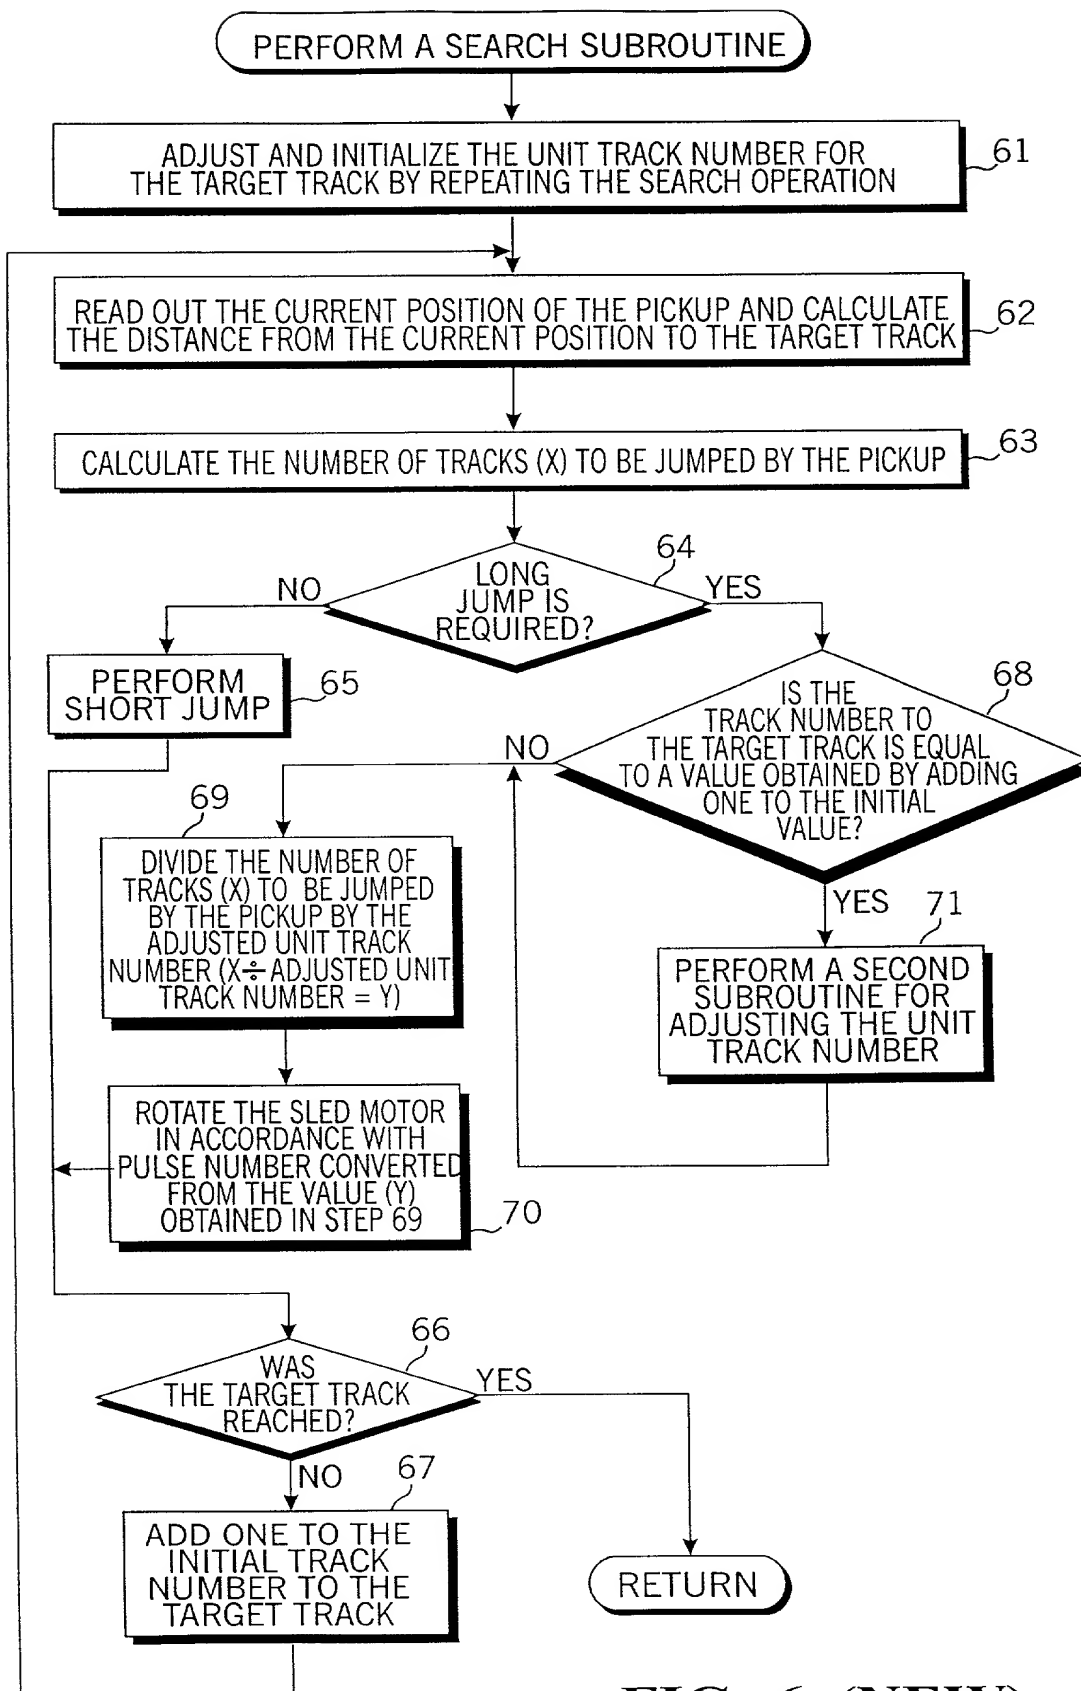 PERFORM A SEARCH SUBROUTINE
ADJUST AND INITIALIZE THE UNIT TRACK NUMBER FOR
THE TARGET TRACK BY REPEATING THE SEARCH OPERATION
61
READ OUT THE CURRENT POSITION OF THE PICKUP AND CALCULATE
THE DISTANCE FROM THE CURRENT POSITION TO THE TARGET TRACK
62
CALCULATE THE NUMBER OF TRACKS (X) TO BE JUMPED BY THE PICKUP
63
64
LONG
JUMP IS
REQUIRED?
NO
YES
PERFORM
SHORT JUMP
65
68
IS THE
TRACK NUMBER TO
THE TARGET TRACK IS EQUAL
TO A VALUE OBTAINED BY ADDING
ONE TO THE INITIAL
VALUE?
NO
YES
69
DIVIDE THE NUMBER OF
TRACKS (X) TO BE JUMPED
BY THE PICKUP BY THE
ADJUSTED UNIT TRACK
NUMBER (X÷ ADJUSTED UNIT
TRACK NUMBER = Y)
71
PERFORM A SECOND
SUBROUTINE FOR
ADJUSTING THE UNIT
TRACK NUMBER
ROTATE THE SLED MOTOR
IN ACCORDANCE WITH
PULSE NUMBER CONVERTED
FROM THE VALUE (Y)
OBTAINED IN STEP 69
70
66
WAS
THE TARGET TRACK
REACHED?
YES
NO
67
ADD ONE TO THE
INITIAL TRACK
NUMBER TO THE
TARGET TRACK
RETURN
FIG. 6 (NEW)